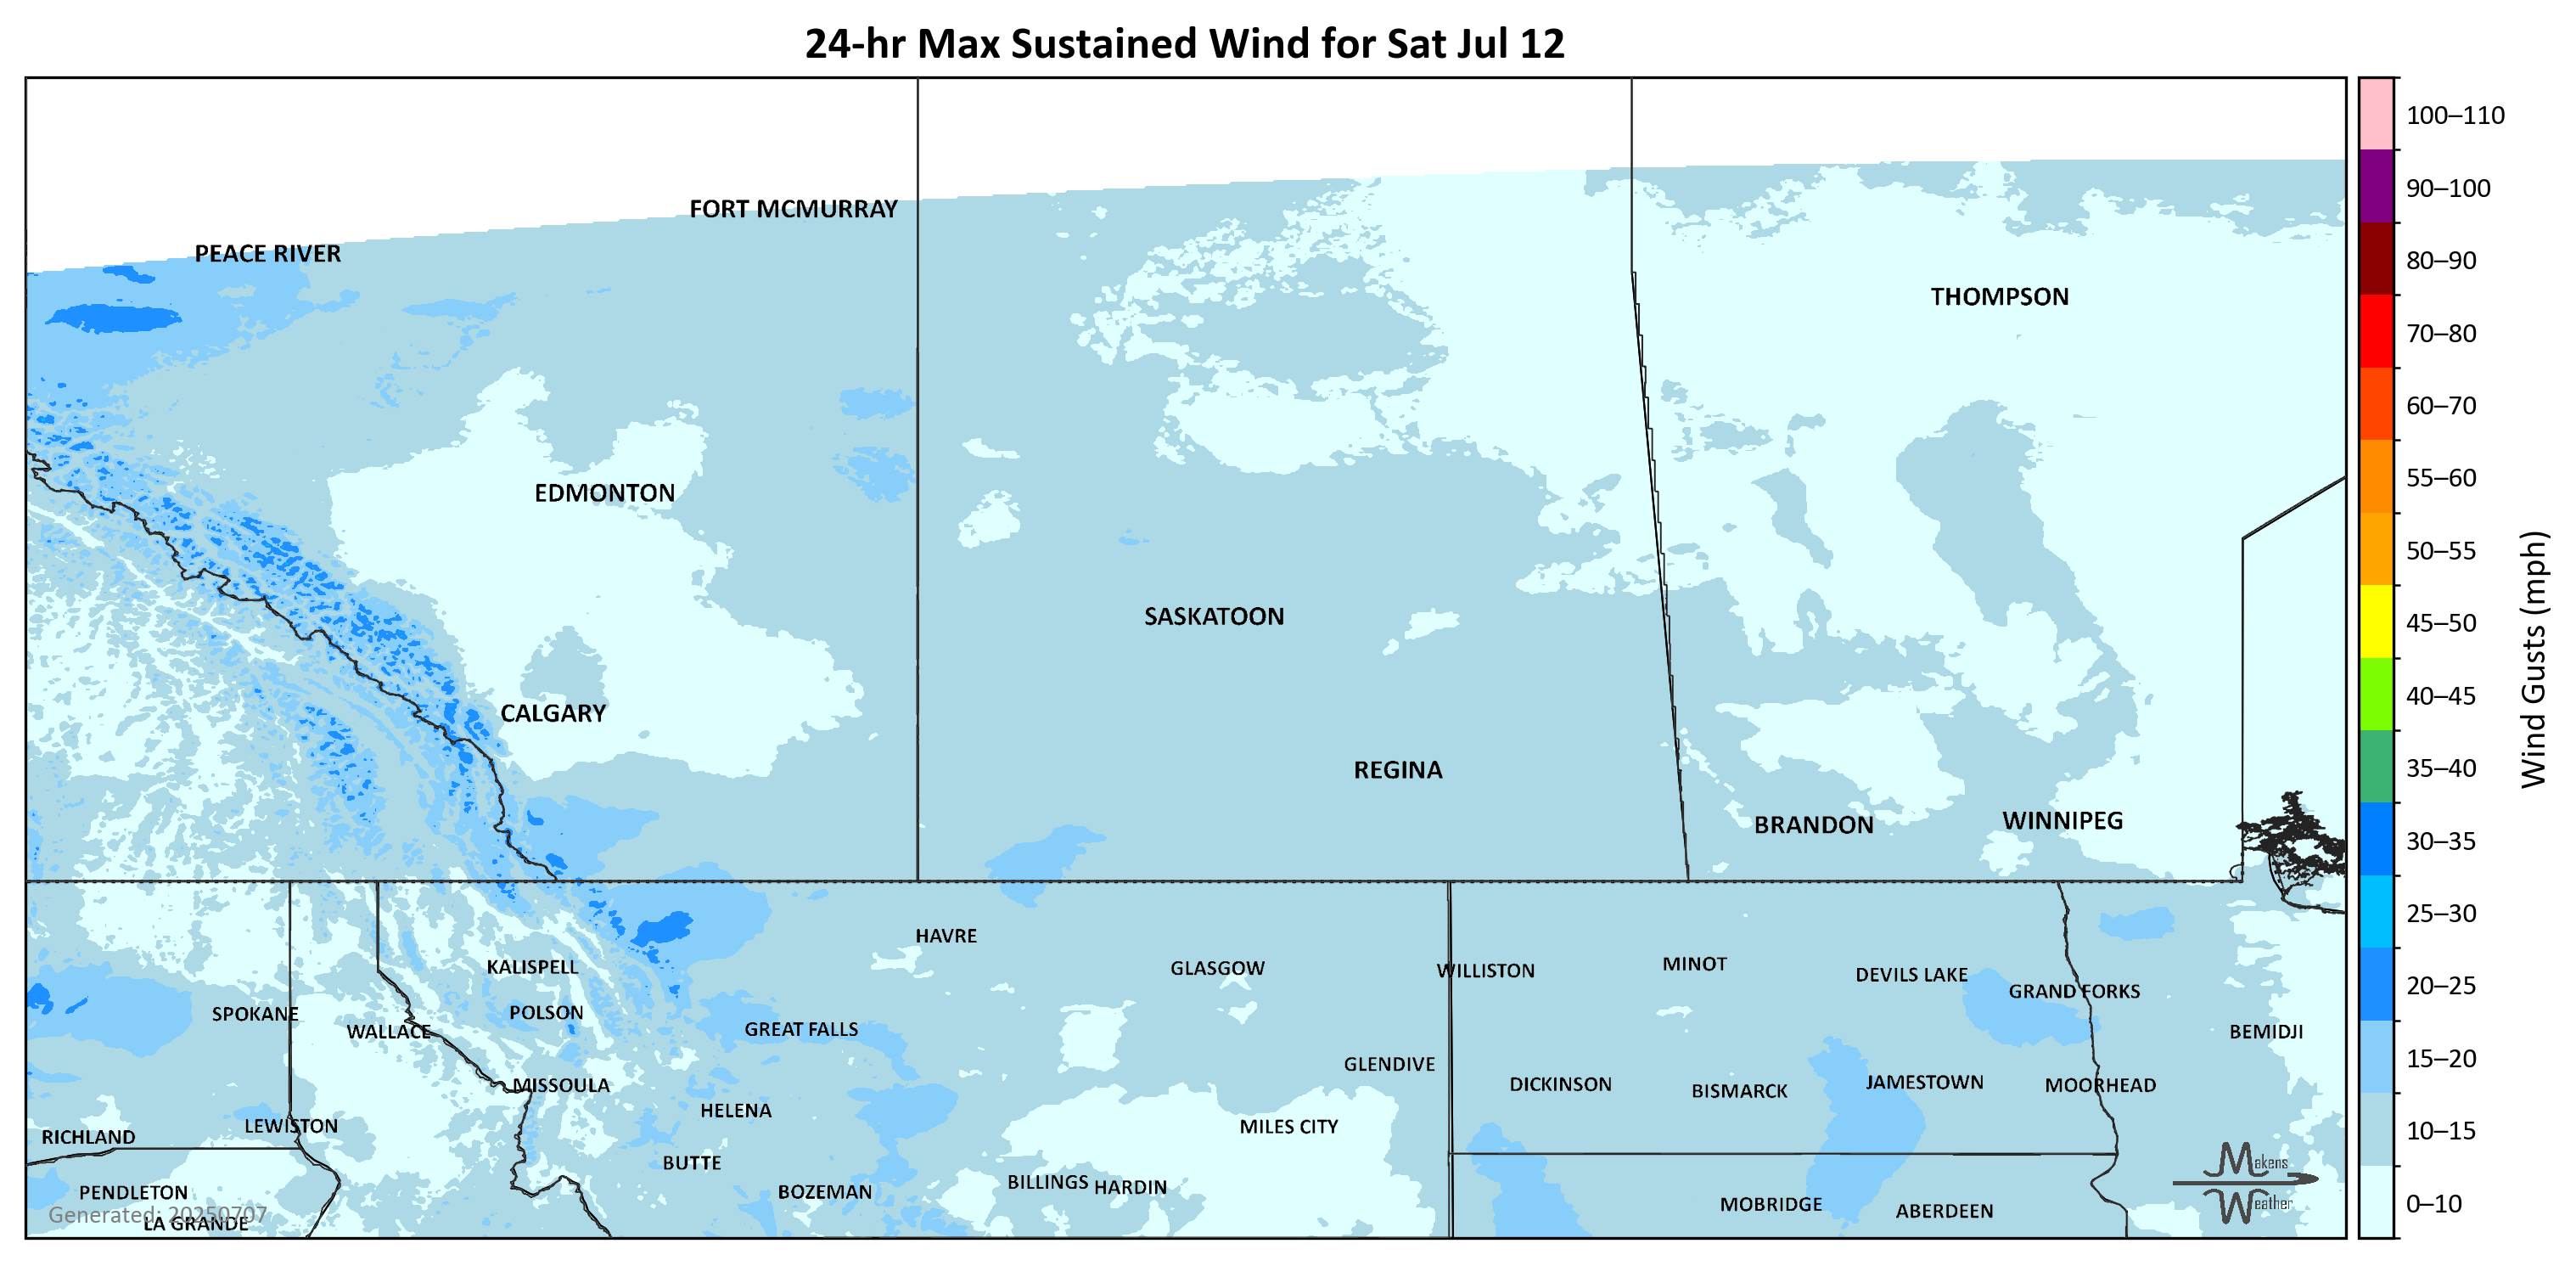 24-hr Max Sustained Wind for Sat Jul 12
FORT MCMURRAY
PEACE RIVER
THOMPSON
EDMONTON
SASKATOON
CALGARY
REGINA
BRANDON
WINNIPEG
HAVRE
KALISPELL
GLASGOW
WILLISTON
MINOT
DEVILS LAKE
GRAND FORKS
SPOKANE
POLSON
WALLACE
GREAT FALLS
BEMIDJI
GLENDIVE
MISSOULA
DICKINSON
BISMARCK
JAMESTOWN
MOORHEAD
HELENA
LEWISTON
MILES CITY
RICHLAND
BUTTE
BILLINGS
HARDIN
PENDLETON
BOZEMAN
MOBRIDGE
ABERDEEN
Generated: 20250707
LA GRANDE
Makens
Weather
100–110
90–100
80–90
70–80
60–70
55–60
50–55
45–50
40–45
35–40
30–35
25–30
20–25
15–20
10–15
0–10
Wind Gusts (mph)